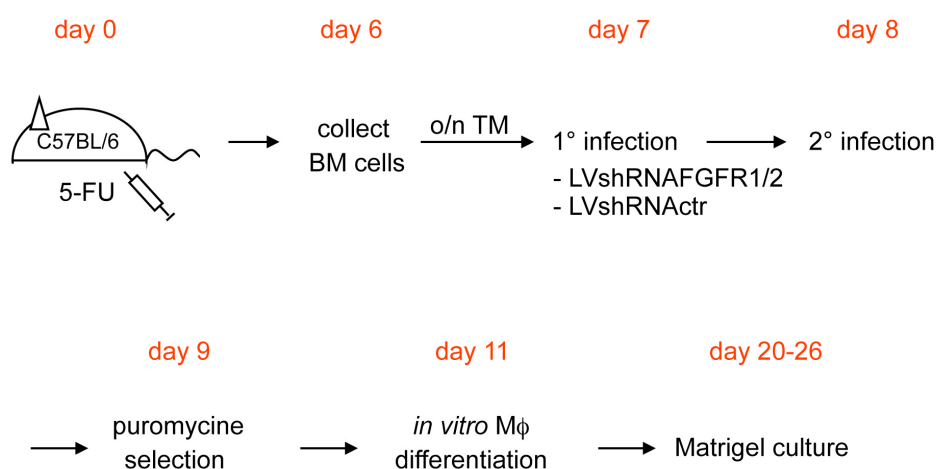 day 0
day 6
day 7
day 8
C57BL/6
5-FU
collect
BM cells
o/n TM
1° infection
- LVshRNAFGFR1/2
- LVshRNActr
2° infection
day 9
day 11
day 20-26
puromycine
selection
in vitro Mϕ
differentiation
Matrigel culture